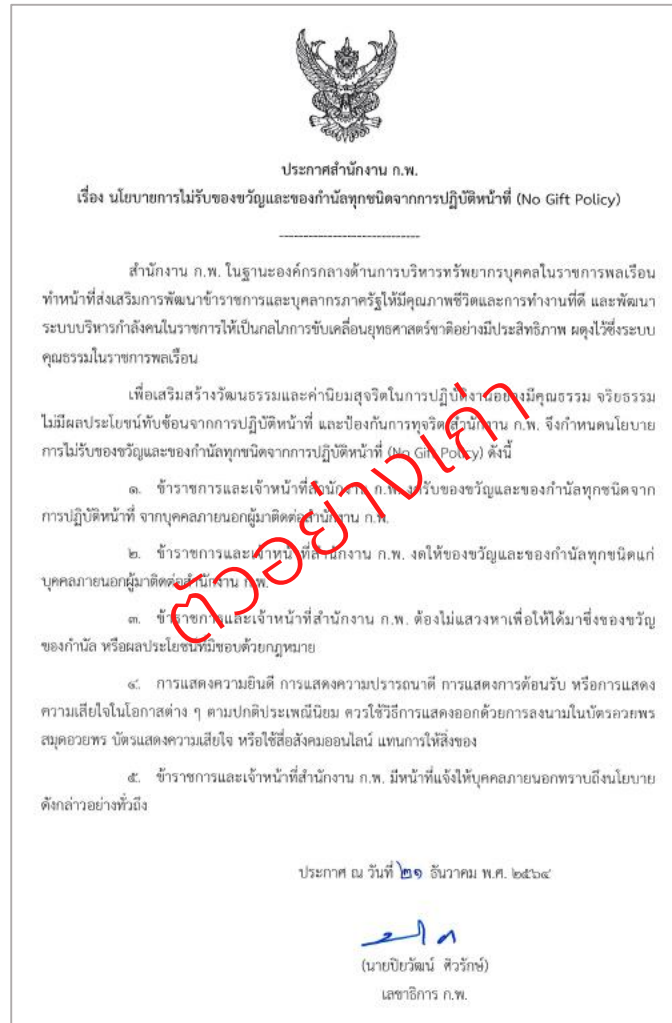 ประกาศสำนักงาน ก.พ.
เรื่อง นโยบายการไม่รับของขวัญและของกำนัลทุกชนิดจากการปฏิบัติหน้าที่ (No Gift Policy)
-----------------------------
สำนักงาน ก.พ. ในฐานะองค์กรกลางด้านการบริหารทรัพยากรบุคคลในราชการพลเรือน
ทำหน้าที่ส่งเสริมการพัฒนาข้าราชการและบุคลากรภาครัฐให้มีคุณภาพชีวิตและการทำงานที่ดี และพัฒนา
ระบบบริหารกำลังคนในราชการให้เป็นกลไกการขับเคลื่อนยุทธศาสตร์ชาติอย่างมีประสิทธิภาพ ผดุงไว้ซึ่งระบบ
คุณธรรมในราชการพลเรือน
เพื่อเสริมสร้างวัฒนธรรมและค่านิยมสุจริตในการปฏิบัติงานอย่างมีคุณธรรม จริยธรรม
ไม่มีผลประโยชน์ทับซ้อนจากการปฏิบัติหน้าที่ และป้องกันการทุจริต สำนักงาน ก.พ. จึงกำหนดนโยบาย
การไม่รับของขวัญและของกำนัลทุกชนิดจากการปฏิบัติหน้าที่ (No Gift Policy) ดังนี้
๑. ข้าราชการและเจ้าหน้าที่สำนักงาน ก.พ. งดรับของขวัญและของกำนัลทุกชนิดจาก
การปฏิบัติหน้าที่ จากบุคคลภายนอกผู้มาติดต่อสำนักงาน ก.พ.
๒. ข้าราชการและเจ้าหน้าที่สำนักงาน ก.พ. งดให้ของขวัญและของกำนัลทุกชนิดแก่
บุคคลภายนอกผู้มาติดต่อสำนักงาน ก.พ.
๓. ข้าราชการและเจ้าหน้าที่สำนักงาน ก.พ. ต้องไม่แสวงหาเพื่อให้ได้มาซึ่งของขวัญ
ของกำนัล หรือผลประโยชน์ที่มิชอบด้วยกฎหมาย
๔. การแสดงความยินดี การแสดงความปรารถนาดี การแสดงการต้อนรับ หรือการแสดง
ความเสียใจในโอกาสต่าง ๆ ตามปกติประเพณีนิยม ควรใช้วิธีการแสดงออกด้วยการลงนามในบัตรอวยพร
สมุดอวยพร บัตรแสดงความเสียใจ หรือใช้สื่อสังคมออนไลน์ แทนการให้สิ่งของ
๕. ข้าราชการและเจ้าหน้าที่สำนักงาน ก.พ. มีหน้าที่แจ้งให้บุคคลภายนอกทราบถึงนโยบาย
ดังกล่าวอย่างทั่วถึง
ตัวอย่างเก่า
ประกาศ ณ วันที่ ๒๑ ธันวาคม พ.ศ. ๒๕๖๔
(นายปิยวัฒน์ ศิวรักษ์)
เลขาธิการ ก.พ.